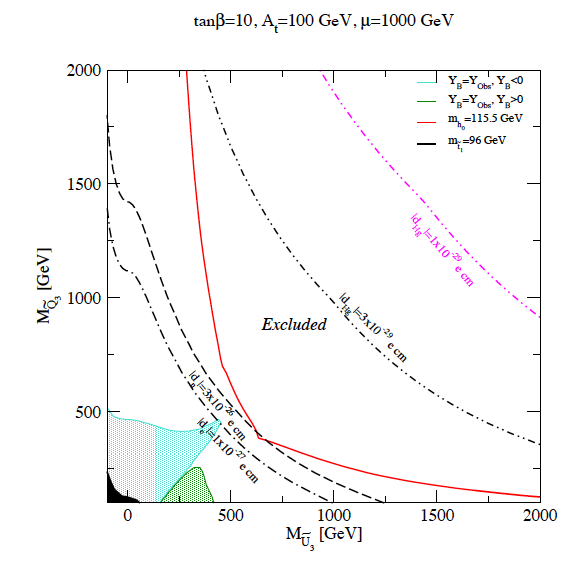 tanβ=10, Aₜ=100 GeV, μ=1000 GeV
2000
Y_B=Y_Obs, Y_B<0
Y_B=Y_Obs, Y_B>0
m_h₀=115.5 GeV
m_t̃₁=96 GeV
1500
|d_Hg|=1x10⁻²⁹ e cm
M_Q̃₃ [GeV]
1000
|d_Hg|=3x10⁻²⁹ e cm
Excluded
|d_n|=3x10⁻²⁶ e cm
500
|d_e|=1x10⁻²⁷ e cm
0 500 1000 1500 2000
M_Ũ₃ [GeV]